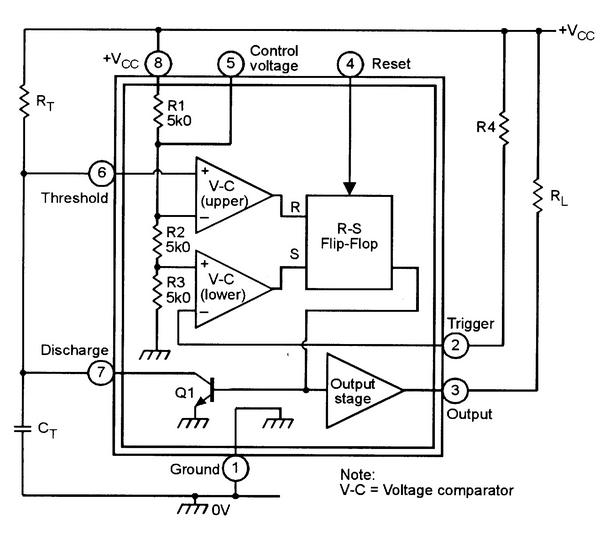 +VCC
+VCC
8
5
Control
voltage
4
Reset
RT
R1
5k0
R4
6
Threshold
+
V-C
(upper)
–
R
R-S
Flip-Flop
RL
R2
5k0
S
+
V-C
(lower)
–
R3
5k0
Trigger
2
Discharge
7
Q1
Output
stage
3
Output
CT
Ground
1
Note:
V-C = Voltage comparator
0V